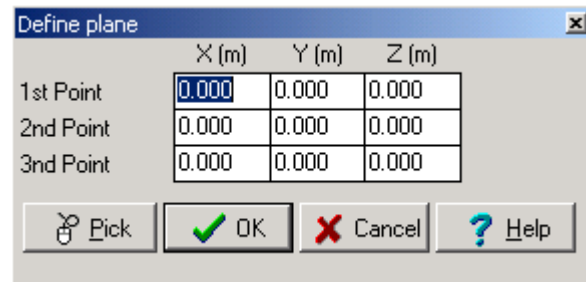 Define plane
X (m) Y (m) Z (m)
1st Point 0.000 0.000 0.000
2nd Point 0.000 0.000 0.000
3nd Point 0.000 0.000 0.000
Pick OK Cancel Help